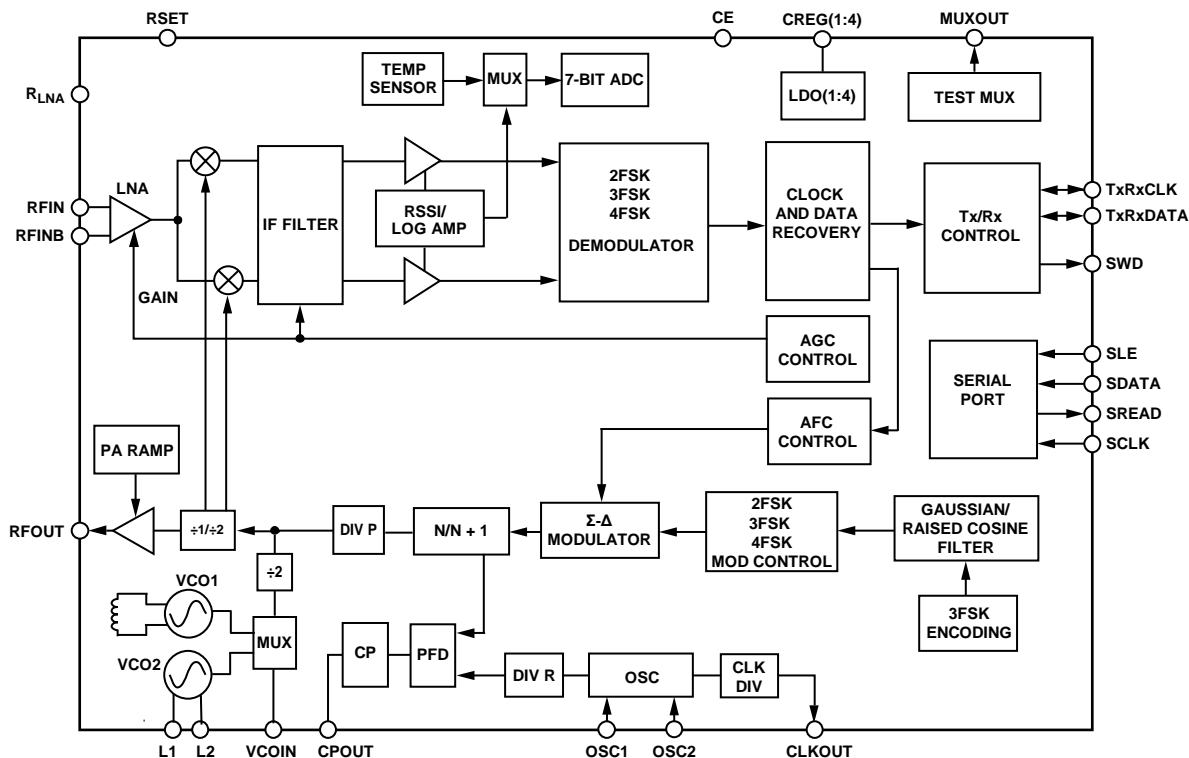 RSET
CE
CREG(1:4)
MUXOUT
RLNA
TEMP
SENSOR
MUX
7-BIT ADC
LDO(1:4)
TEST MUX
LNA
RFIN
RFINB
GAIN
IF FILTER
RSSI/
LOG AMP
2FSK
3FSK
4FSK
DEMODULATOR
CLOCK
AND DATA
RECOVERY
Tx/Rx
CONTROL
TxRxCLK
TxRxDATA
SWD
AGC
CONTROL
SERIAL
PORT
SLE
SDATA
SREAD
SCLK
AFC
CONTROL
PA RAMP
RFOUT
÷1/÷2
DIV P
N/N + 1
Σ-Δ
MODULATOR
2FSK
3FSK
4FSK
MOD CONTROL
GAUSSIAN/
RAISED COSINE
FILTER
3FSK
ENCODING
÷2
VCO1
VCO2
MUX
CP
PFD
DIV R
OSC
CLK
DIV
L1
L2
VCOIN
CPOUT
OSC1
OSC2
CLKOUT